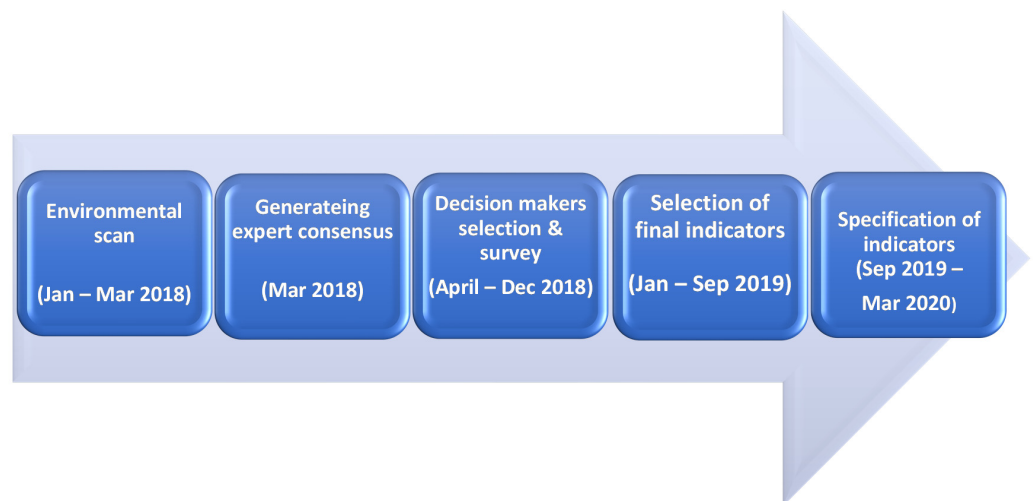 Environmental
scan
(Jan – Mar 2018)
Generateing
expert consensus
(Mar 2018)
Decision makers
selection &
survey
(April – Dec 2018)
Selection of
final indicators
(Jan – Sep 2019)
Specification of
indicators
(Sep 2019 –
Mar 2020)